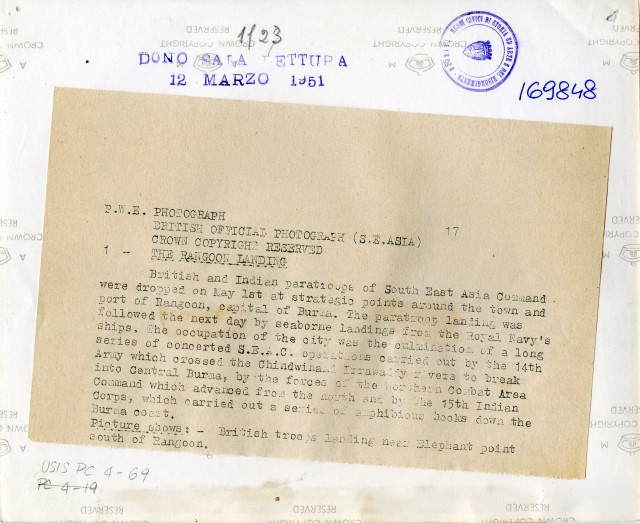 1123
DONO SALA LETTURA
12 MARZO 1951
169848
P.W.E. PHOTOGRAPH
BRITISH OFFICIAL PHOTOGRAPH (S.E.ASIA) 17
CROWN COPYRIGHT RESERVED
1 - THE RANGOON LANDING
British and Indian paratroops of South East Asia Command
were dropped on May 1st at strategic points around the town and
port of Rangoon, capital of Burma. The paratroop landing was
followed the next day by seaborne landings from the Royal Navy's
ships. The occupation of the city was the culmination of a long
series of concerted S.E.A.C. operations carried out by the 14th
Army which crossed the Chindwin and Irrawaddy rivers to break
into Central Burma, by the forces of the Northern Combat Area
Command which advanced from the north and by the 15th Indian
Corps, which carried out a series of amphibious hooks down the
Burma coast.
Picture shows: - British troops landing near Elephant point
south of Rangoon.
USIS PC 4-69
PC 4-19
CROWN COPYRIGHT
RESERVED